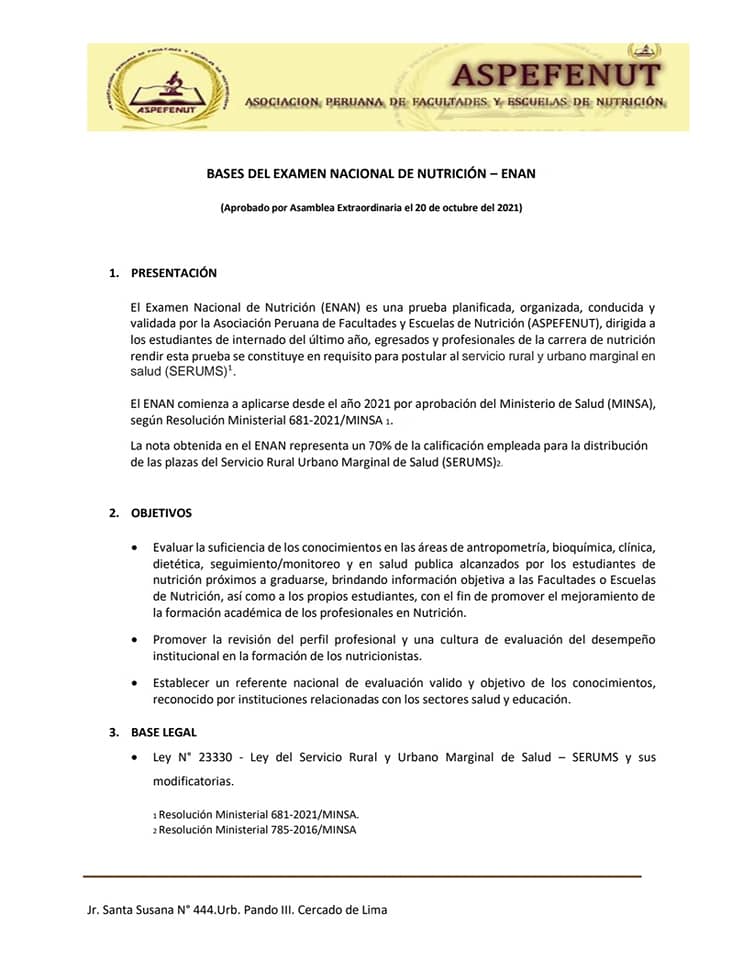 ASOCIACION PERUANA DE FACULTADES Y ESCUELAS DE NUTRICIÓN
ASPEFENUT
ASPEFENUT
ASOCIACION PERUANA DE FACULTADES Y ESCUELAS DE NUTRICIÓN
BASES DEL EXAMEN NACIONAL DE NUTRICIÓN – ENAN
(Aprobado por Asamblea Extraordinaria el 20 de octubre del 2021)
1. PRESENTACIÓN
El Examen Nacional de Nutrición (ENAN) es una prueba planificada, organizada, conducida y
validada por la Asociación Peruana de Facultades y Escuelas de Nutrición (ASPEFENUT), dirigida a
los estudiantes de internado del último año, egresados y profesionales de la carrera de nutrición
rendir esta prueba se constituye en requisito para postular al servicio rural y urbano marginal en
salud (SERUMS)¹.
El ENAN comienza a aplicarse desde el año 2021 por aprobación del Ministerio de Salud (MINSA),
según Resolución Ministerial 681-2021/MINSA 1.
La nota obtenida en el ENAN representa un 70% de la calificación empleada para la distribución
de las plazas del Servicio Rural Urbano Marginal de Salud (SERUMS)2.
2. OBJETIVOS
• Evaluar la suficiencia de los conocimientos en las áreas de antropometría, bioquímica, clínica,
dietética, seguimiento/monitoreo y en salud publica alcanzados por los estudiantes de
nutrición próximos a graduarse, brindando información objetiva a las Facultades o Escuelas
de Nutrición, así como a los propios estudiantes, con el fin de promover el mejoramiento de
la formación académica de los profesionales en Nutrición.
• Promover la revisión del perfil profesional y una cultura de evaluación del desempeño
institucional en la formación de los nutricionistas.
• Establecer un referente nacional de evaluación valido y objetivo de los conocimientos,
reconocido por instituciones relacionadas con los sectores salud y educación.
3. BASE LEGAL
• Ley N° 23330 - Ley del Servicio Rural y Urbano Marginal de Salud – SERUMS y sus
modificatorias.
1 Resolución Ministerial 681-2021/MINSA.
2 Resolución Ministerial 785-2016/MINSA
Jr. Santa Susana N° 444.Urb. Pando III. Cercado de Lima